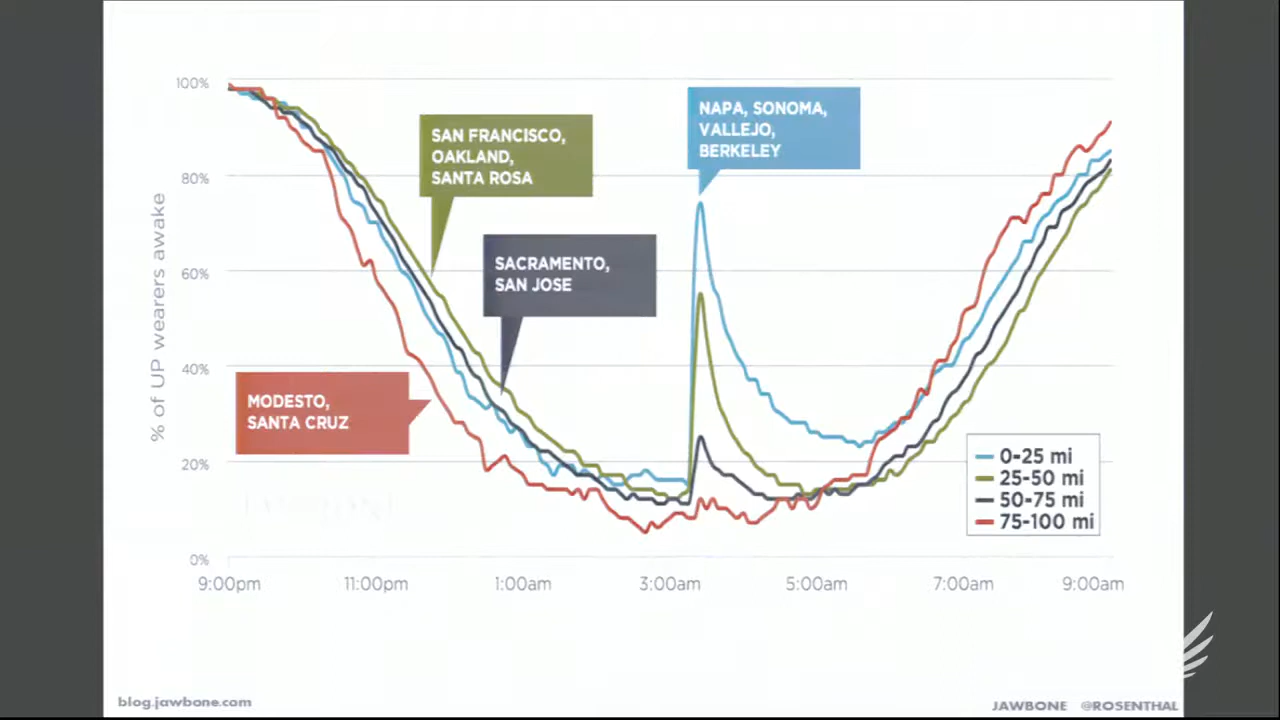 100%
80%
60%
40%
20%
0%
% of UP wearers awake
SAN FRANCISCO,
OAKLAND,
SANTA ROSA
NAPA, SONOMA,
VALLEJO,
BERKELEY
SACRAMENTO,
SAN JOSE
MODESTO,
SANTA CRUZ
0-25 mi
25-50 mi
50-75 mi
75-100 mi
9:00pm
11:00pm
1:00am
3:00am
5:00am
7:00am
9:00am
blog.jawbone.com
JAWBONE @ROSENTHAL